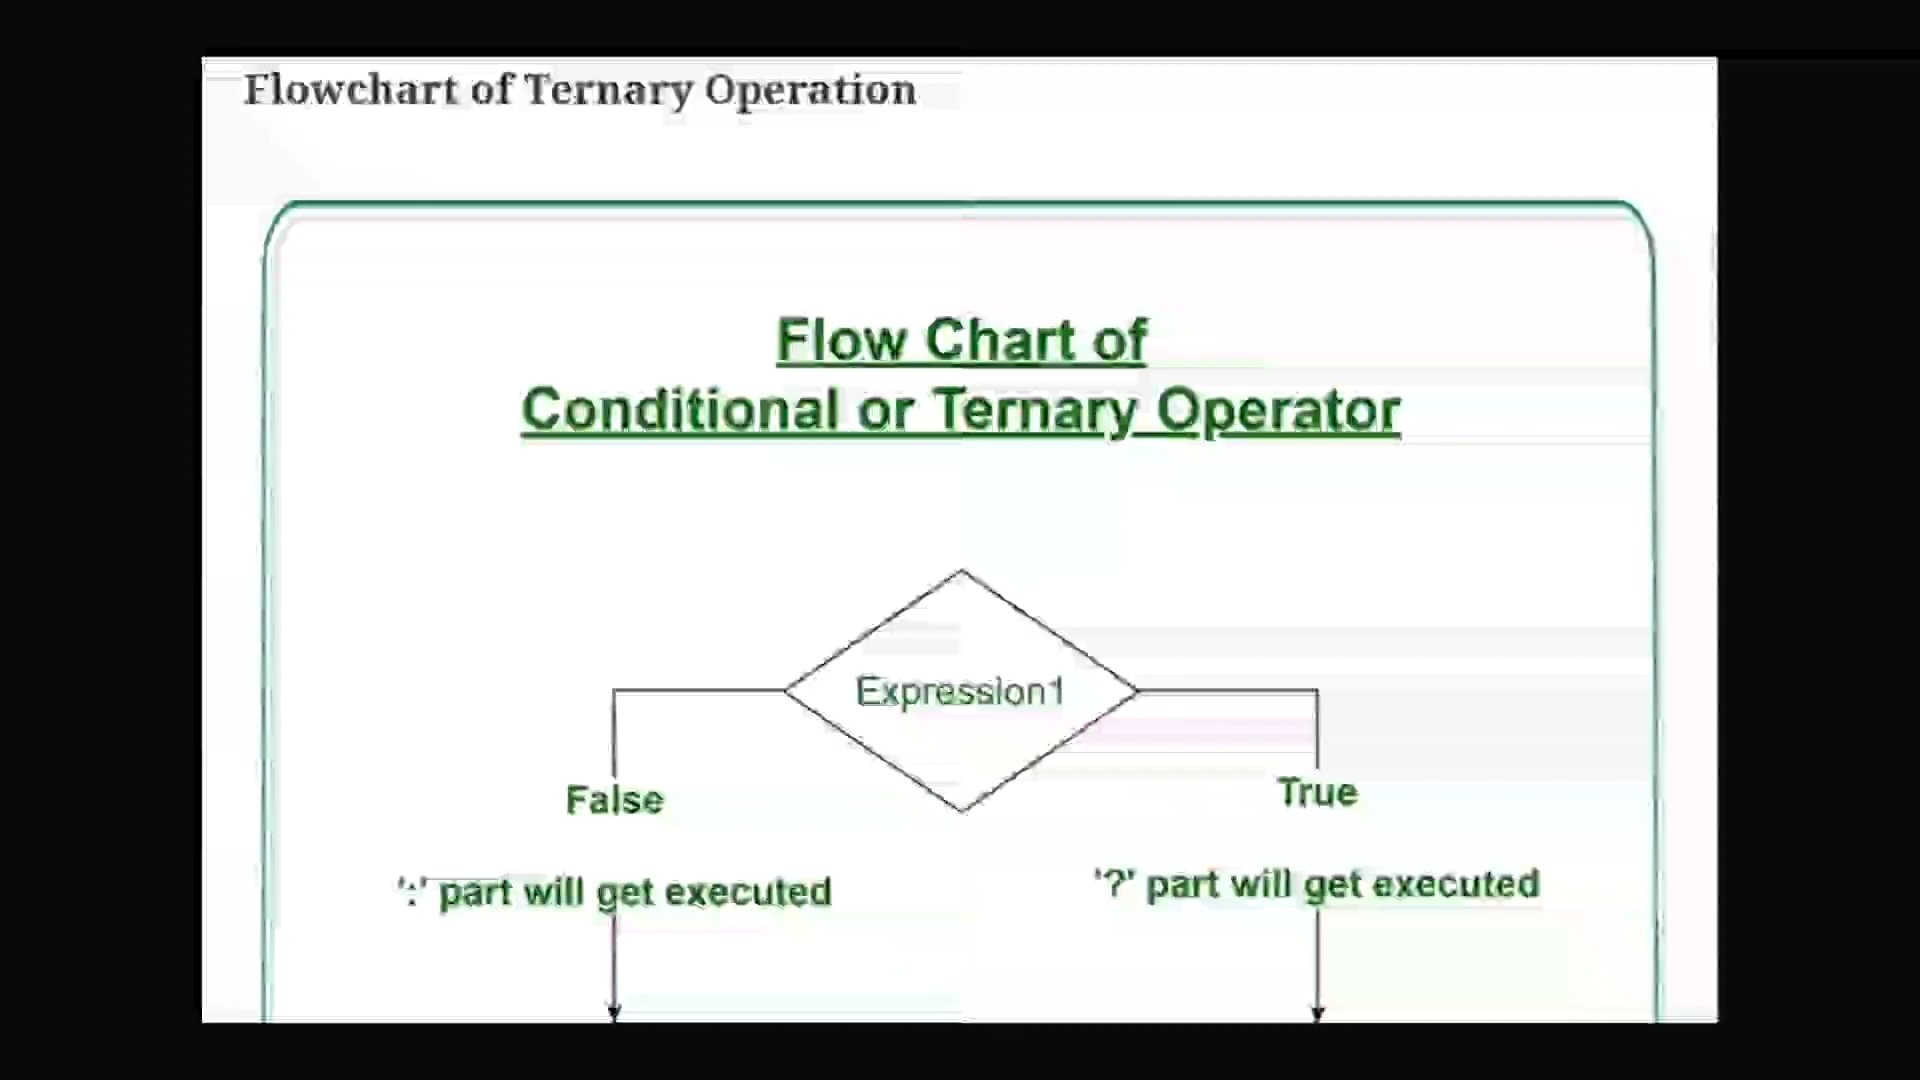 Flowchart of Ternary Operation
Flow Chart of
Conditional or Ternary Operator
Expression1
False
True
':' part will get executed
'?' part will get executed